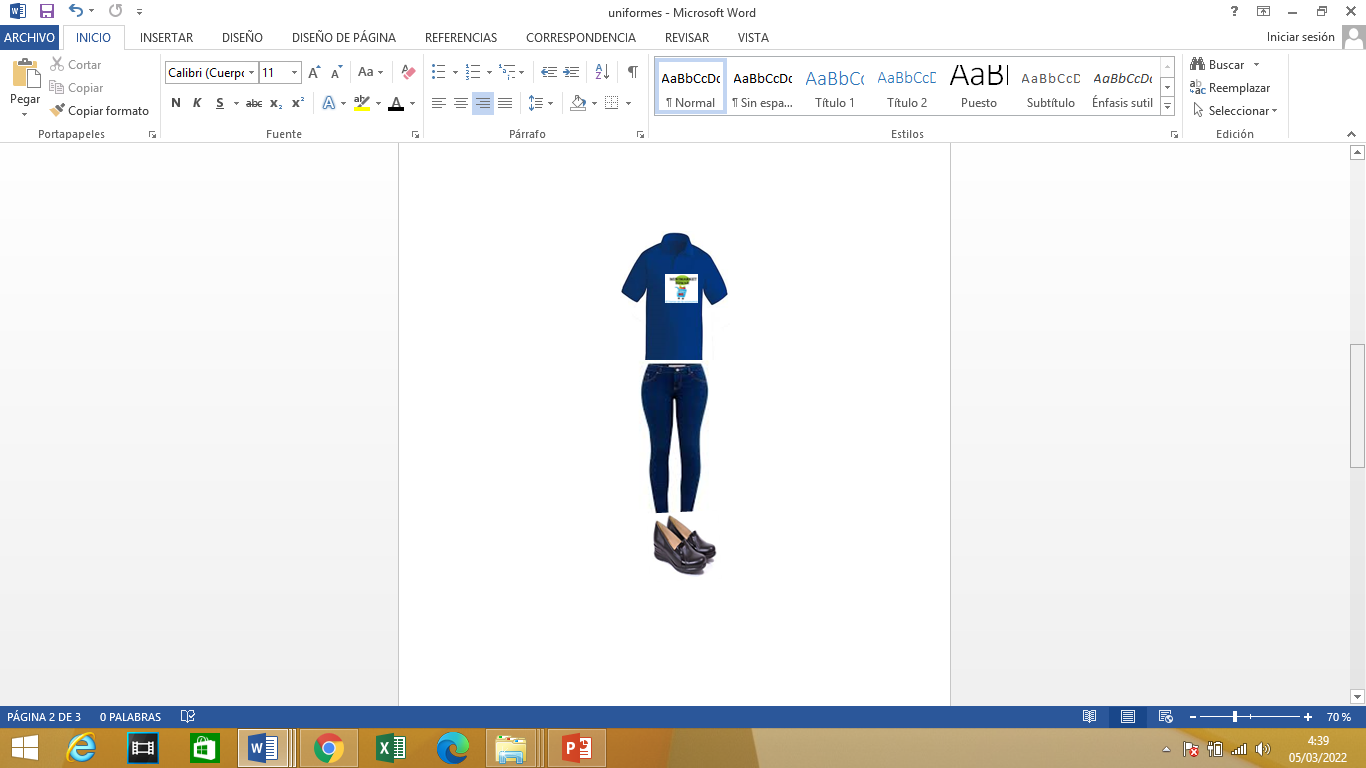 uniformes - Microsoft Word
?
ARCHIVO INICIO INSERTAR DISEÑO DISEÑO DE PÁGINA REFERENCIAS CORRESPONDENCIA REVISAR VISTA Iniciar sesión
Pegar
Cortar
Copiar
Copiar formato
Portapapeles
Calibri (Cuerpo 11
Aa
N K S abc x₂ x²
A A
Fuente
Párrafo
AaBbCcDc AaBbCcDc AaBbCc AaBbCcD AaB AaBbCcD AaBbCcDc
¶ Normal ¶ Sin espa... Título 1 Título 2 Puesto Subtítulo Énfasis sutil
Estilos
Buscar
Reemplazar
Seleccionar
Edición
PÁGINA 2 DE 3 0 PALABRAS 70 %
4:39
05/03/2022